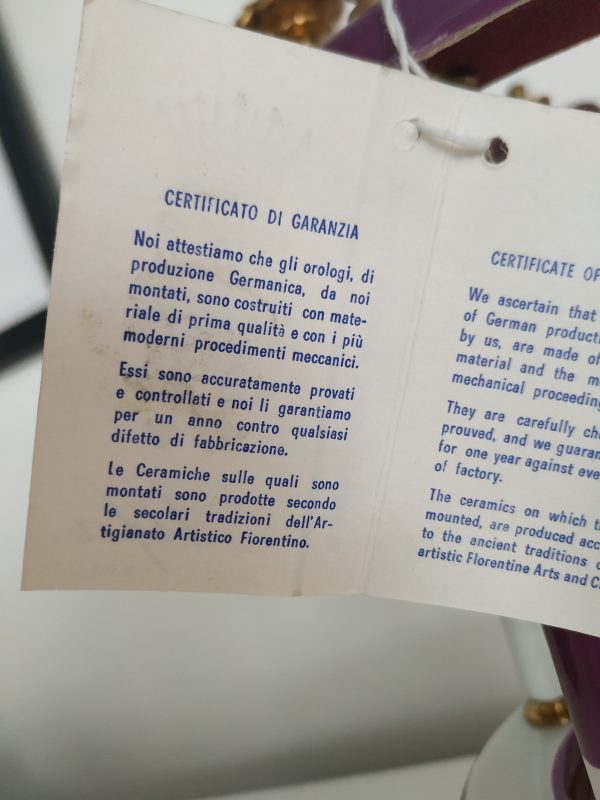 CERTIFICATO DI GARANZIA
Noi attestiamo che gli orologi, di
produzione Germanica, da noi
montati, sono costruiti con mate-
riale di prima qualità e con i più
moderni procedimenti meccanici.
Essi sono accuratamente provati
e controllati e noi li garantiamo
per un anno contro qualsiasi
difetto di fabbricazione.
Le Ceramiche sulle quali sono
montati sono prodotte secondo
le secolari tradizioni dell'Ar-
tigianato Artistico Fiorentino.
CERTIFICATE OF
We ascertain that
of German producti
by us, are made of
material and the m
mechanical proceeding
They are carefully che
prouved, and we guaran
for one year against eve
of factory.
The ceramics on which t
mounted, are produced acc
to the ancient traditions o
artistic Florentine Arts and C